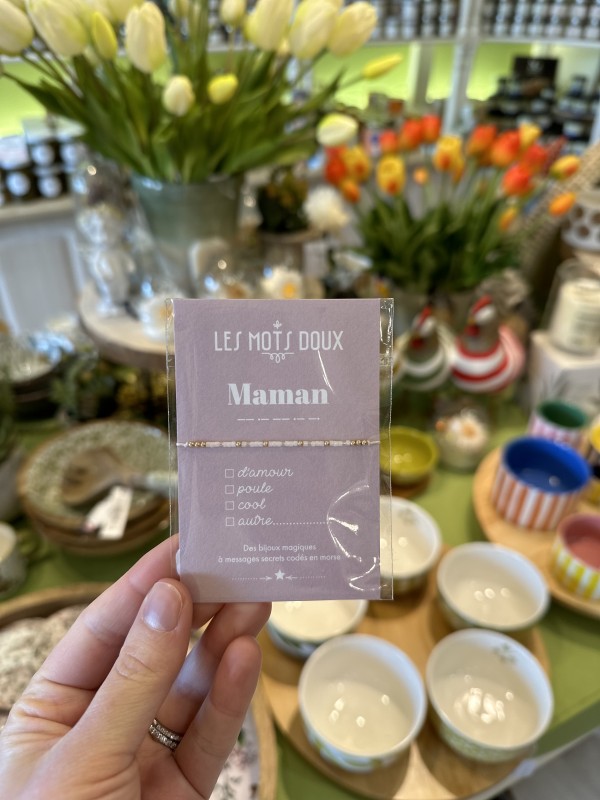 LES MOTS DOUX
Maman
d'amour
poule
cool
autre...............
Des bijoux magiques
à messages secrets codés en morse